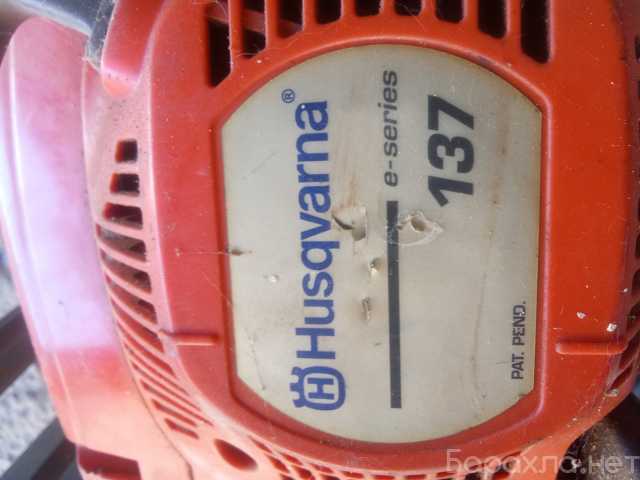 Husqvarna®
e-series
137
PAT. PEND.
Барахла.нет